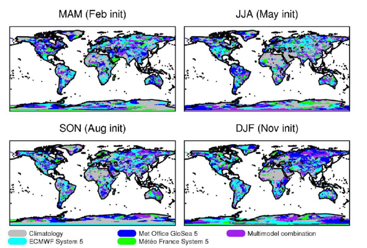 MAM (Feb init)
JJA (May init)
SON (Aug init)
DJF (Nov init)
Climatology
Met Office GloSea 5
Multimodel combination
ECMWF System 5
Météo France System 5